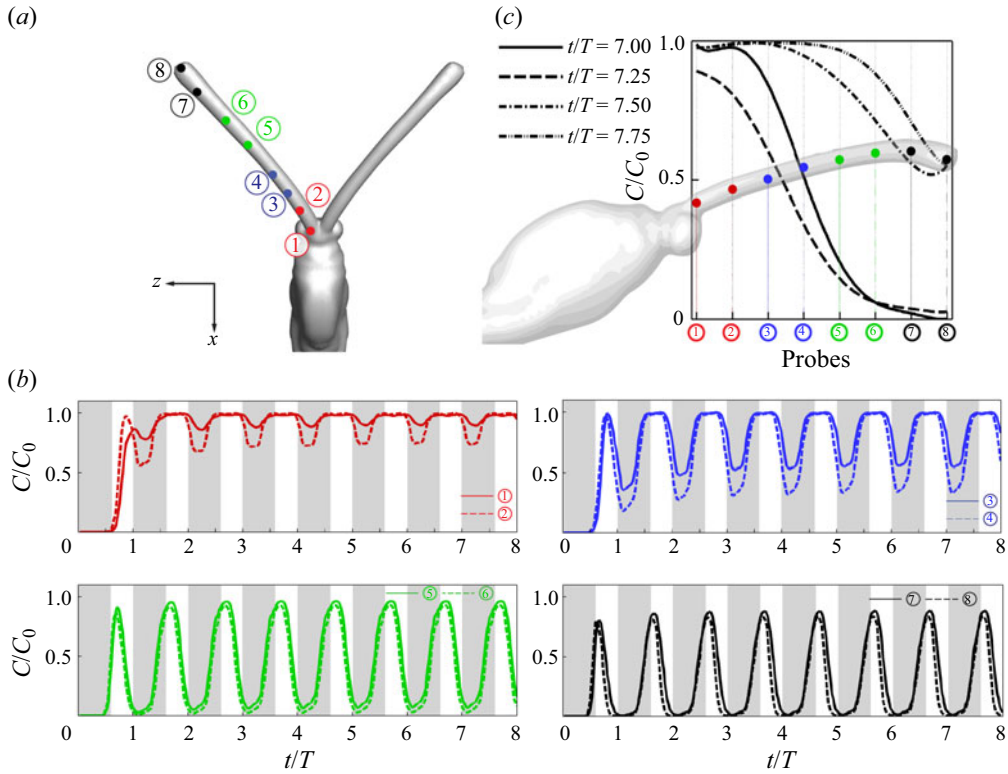 (a)
8
7
6
5
4
3
2
1
z
x
(c)
t/T = 7.00
t/T = 7.25
t/T = 7.50
t/T = 7.75
1.0
0.5
0
C/C0
1 2 3 4 5 6 7 8
Probes
(b)
1.0
0.5
C/C0
1
2
0 1 2 3 4 5 6 7 8
1.0
0.5
3
4
0 1 2 3 4 5 6 7 8
1.0
0.5
C/C0
5 6
0 1 2 3 4 5 6 7 8
t/T
1.0
0.5
7 8
0 1 2 3 4 5 6 7 8
t/T